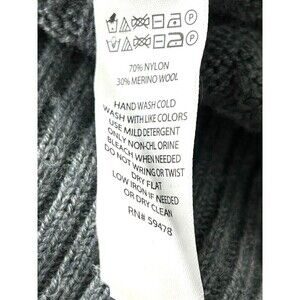 70% NYLON
30% MERINO WOOL
HAND WASH COLD
WASH WITH LIKE COLORS
USE MILD DETERGENT
ONLY NON-CHLORINE
BLEACH WHEN NEEDED
DO NOT WRING OR TWIST
DRY FLAT
LOW IRON IF NEEDED
OR DRY CLEAN
RN# 59478